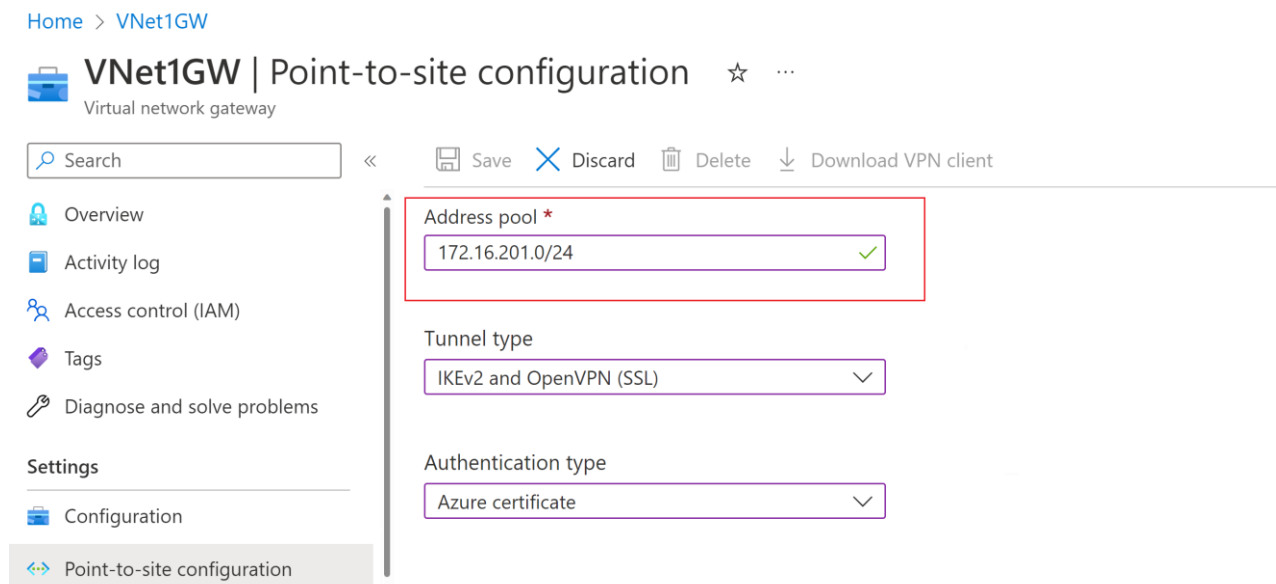 Home > VNet1GW
VNet1GW | Point-to-site configuration
Virtual network gateway
Search
Overview
Activity log
Access control (IAM)
Tags
Diagnose and solve problems
Settings
Configuration
Point-to-site configuration
Save Discard Delete Download VPN client
Address pool *
172.16.201.0/24
Tunnel type
IKEv2 and OpenVPN (SSL)
Authentication type
Azure certificate